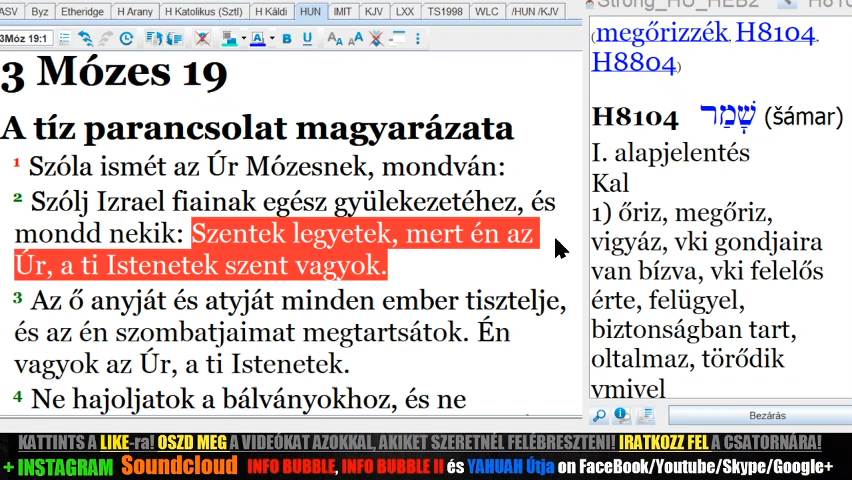 ASV Byz Etheridge H Arany H Katolikus (Sztl) H Káldi HUN IMIT KJV LXX TS1998 WLC /HUN /KJV
3Móz 19:1
3 Mózes 19
A tíz parancsolat magyarázata
1 Szóla ismét az Úr Mózesnek, mondván:
2 Szólj Izrael fiainak egész gyülekezetéhez, és
mondd nekik: Szentek legyetek, mert én az
Úr, a ti Istenetek szent vagyok.
3 Az ő anyját és atyját minden ember tisztelje,
és az én szombatjaimat megtartsátok. Én
vagyok az Úr, a ti Istenetek.
4 Ne hajoljatok a bálványokhoz, és ne
Strong_HU_HEB2
(megőrizzék, H8104,
H8804)
H8104 שָׁמַר (šámar)
I. alapjelentés
Kal
1) őriz, megőriz,
vigyáz, vki gondjaira
van bízva, vki felelős
érte, felügyel,
biztonságban tart,
oltalmaz, törődik
vmivel
Bezárás
KATTINTS A LIKE-ra! OSZD MEG A VIDEÓKAT AZOKKAL, AKIKET SZERETNÉL FELÉBRESZTENI! IRATKOZZ FEL A CSATORNÁRA!
+ INSTAGRAM Soundcloud INFO BUBBLE, INFO BUBBLE II és YAHUAH Útja on FaceBook/Youtube/Skype/Google+